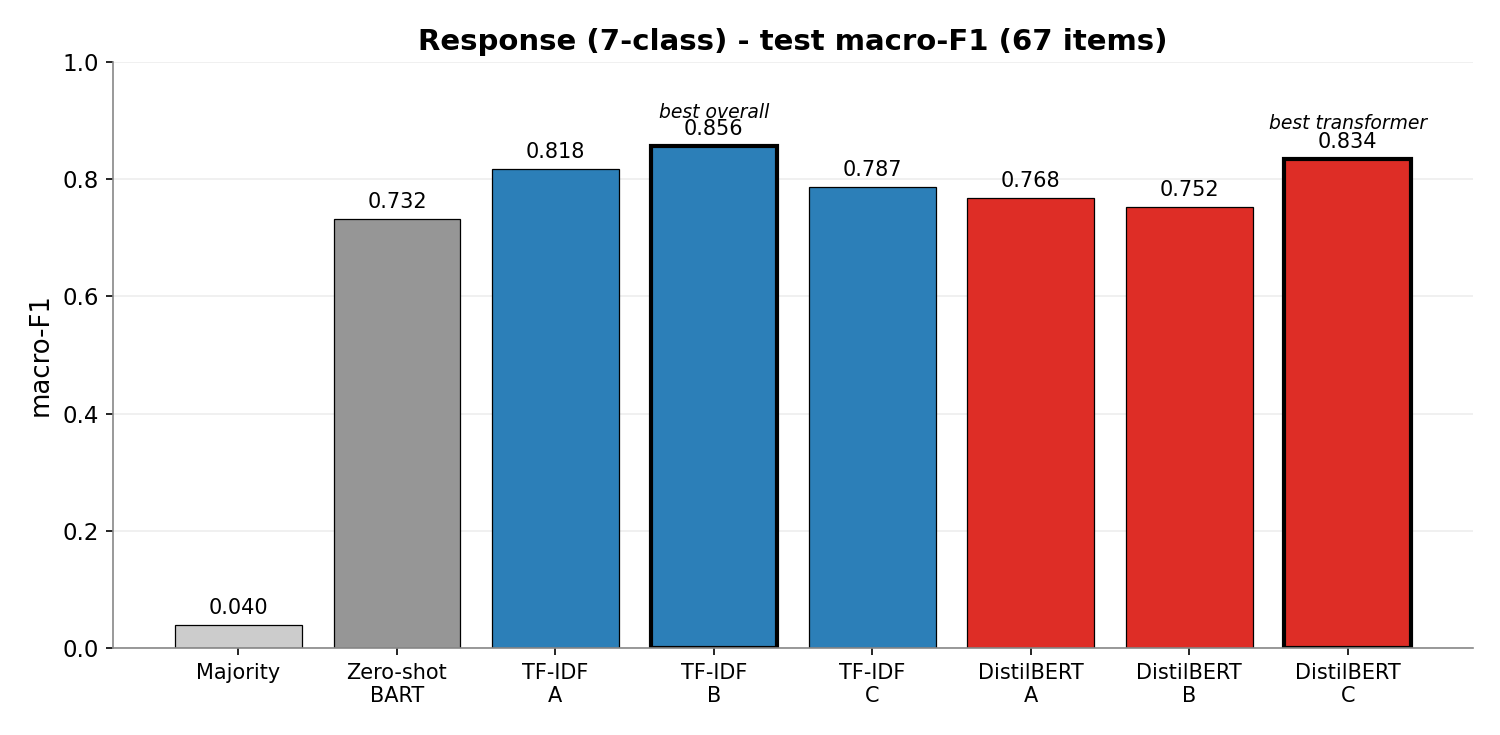 Response (7-class) - test macro-F1 (67 items)
macro-F1
1.0
0.8
0.6
0.4
0.2
0.0
0.040
0.732
0.818
best overall
0.856
0.787
0.768
0.752
best transformer
0.834
Majority
Zero-shot
BART
TF-IDF
A
TF-IDF
B
TF-IDF
C
DistilBERT
A
DistilBERT
B
DistilBERT
C